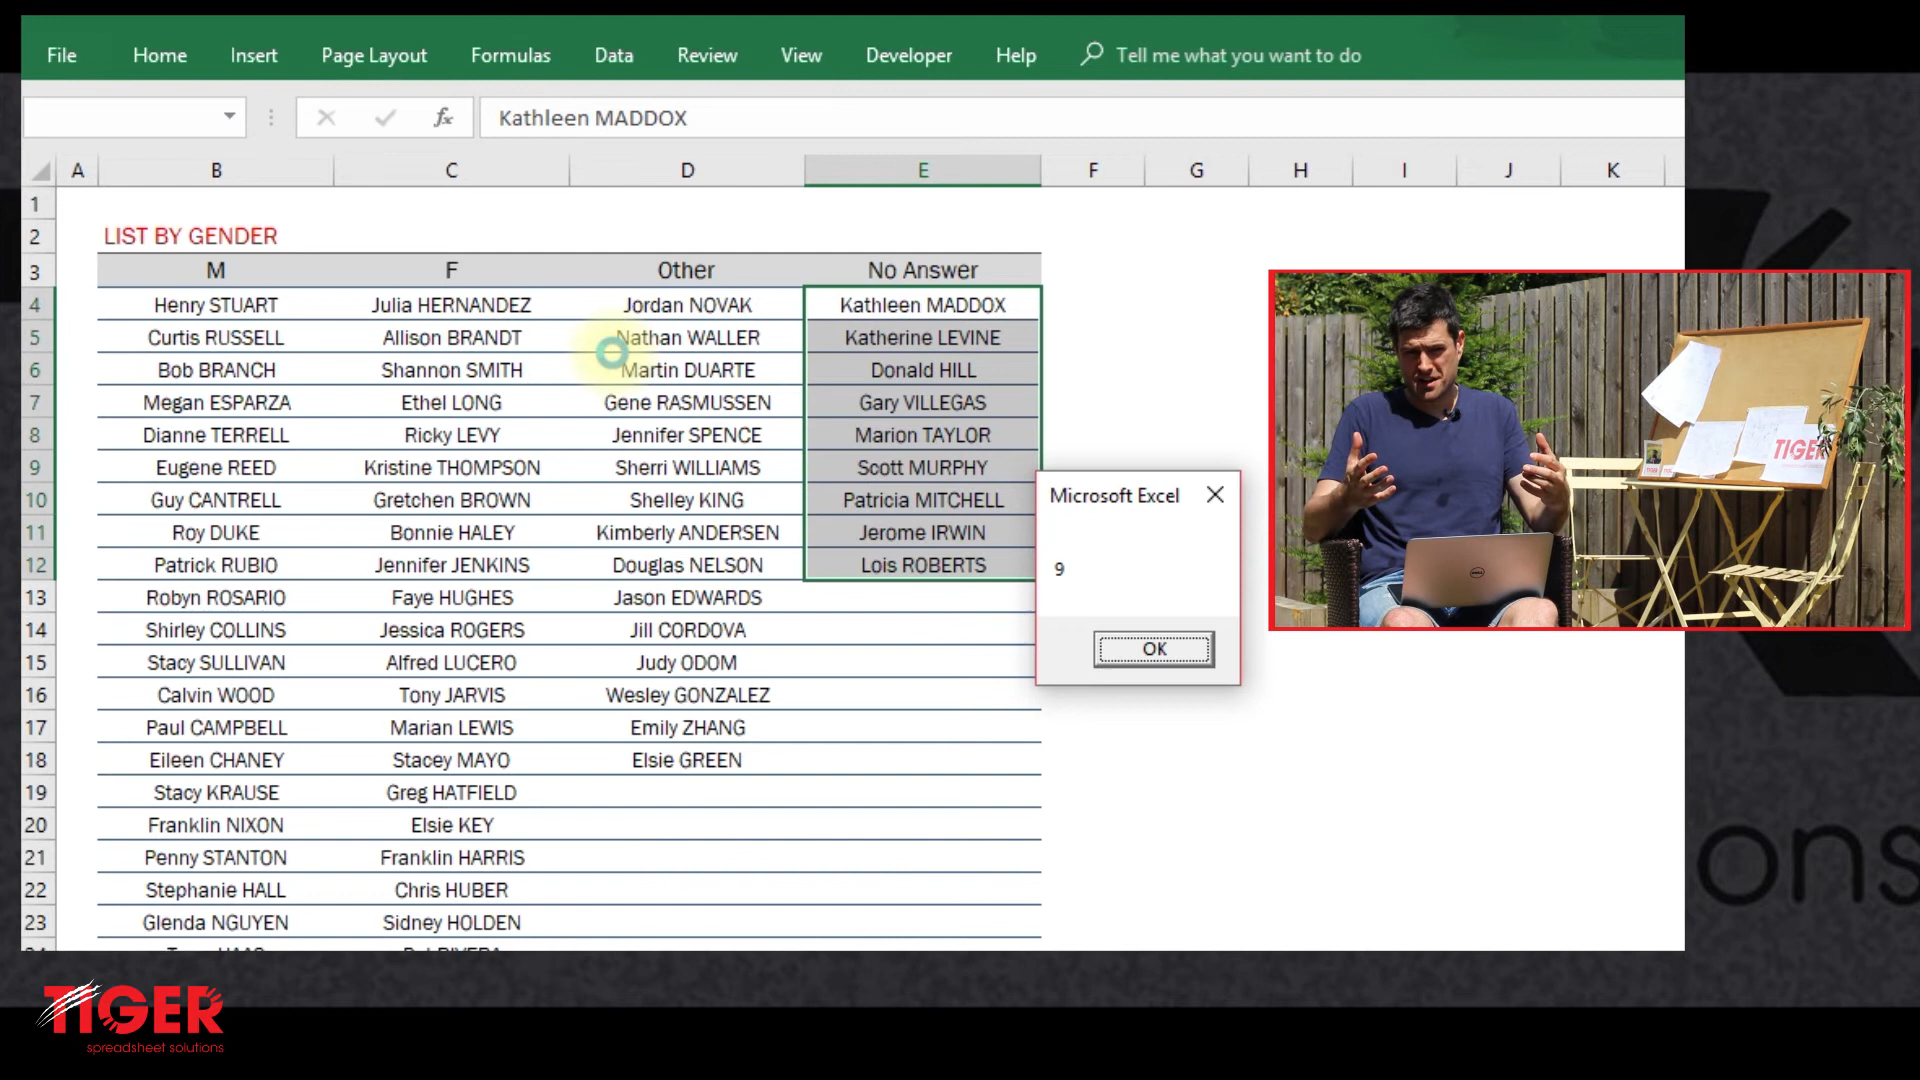 File Home Insert Page Layout Formulas Data Review View Developer Help Tell me what you want to do
fx Kathleen MADDOX
A B C D E F G H I J K
1
2 LIST BY GENDER
3 M F Other No Answer
4 Henry STUART Julia HERNANDEZ Jordan NOVAK Kathleen MADDOX
5 Curtis RUSSELL Allison BRANDT Nathan WALLER Katherine LEVINE
6 Bob BRANCH Shannon SMITH Martin DUARTE Donald HILL
7 Megan ESPARZA Ethel LONG Gene RASMUSSEN Gary VILLEGAS
8 Dianne TERRELL Ricky LEVY Jennifer SPENCE Marion TAYLOR
9 Eugene REED Kristine THOMPSON Sherri WILLIAMS Scott MURPHY
10 Guy CANTRELL Gretchen BROWN Shelley KING Patricia MITCHELL
11 Roy DUKE Bonnie HALEY Kimberly ANDERSEN Jerome IRWIN
12 Patrick RUBIO Jennifer JENKINS Douglas NELSON Lois ROBERTS
13 Robyn ROSARIO Faye HUGHES Jason EDWARDS
14 Shirley COLLINS Jessica ROGERS Jill CORDOVA
15 Stacy SULLIVAN Alfred LUCERO Judy ODOM
16 Calvin WOOD Tony JARVIS Wesley GONZALEZ
17 Paul CAMPBELL Marian LEWIS Emily ZHANG
18 Eileen CHANEY Stacey MAYO Elsie GREEN
19 Stacy KRAUSE Greg HATFIELD
20 Franklin NIXON Elsie KEY
21 Penny STANTON Franklin HARRIS
22 Stephanie HALL Chris HUBER
23 Glenda NGUYEN Sidney HOLDEN
Microsoft Excel
9
OK
TIGER
DELL
ons
TIGER
spreadsheet solutions